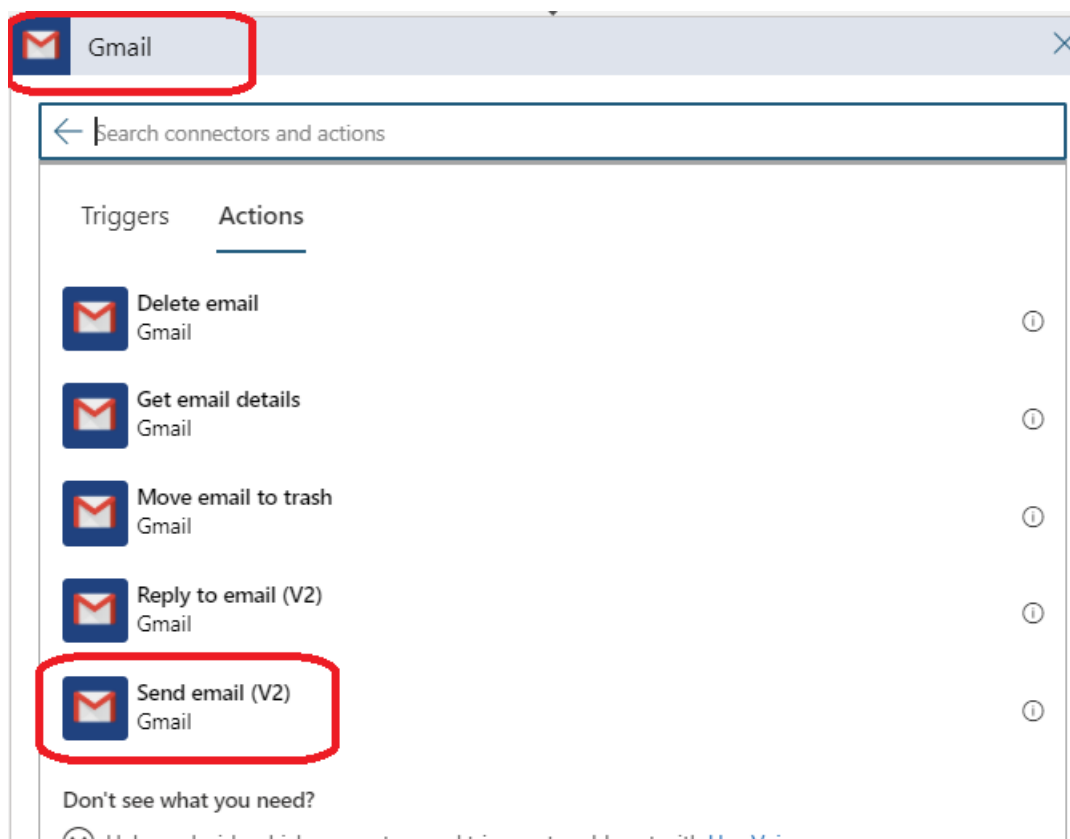 Gmail
Search connectors and actions
Triggers Actions
Delete email
Gmail
Get email details
Gmail
Move email to trash
Gmail
Reply to email (V2)
Gmail
Send email (V2)
Gmail
Don't see what you need?